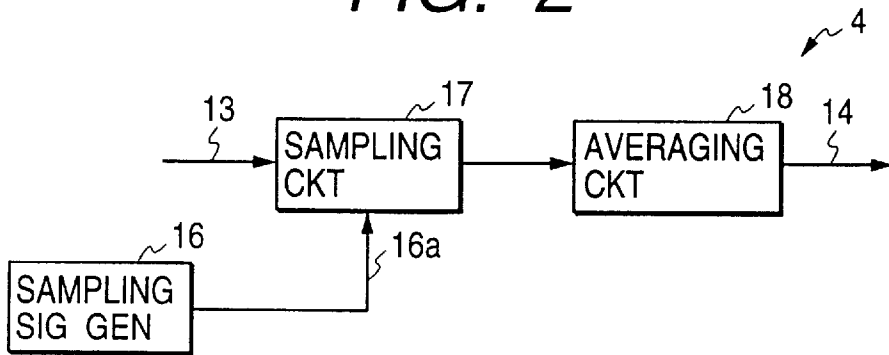 FIG. 2
4
13
17
18
14
SAMPLING
CKT
AVERAGING
CKT
16
16a
SAMPLING
SIG GEN